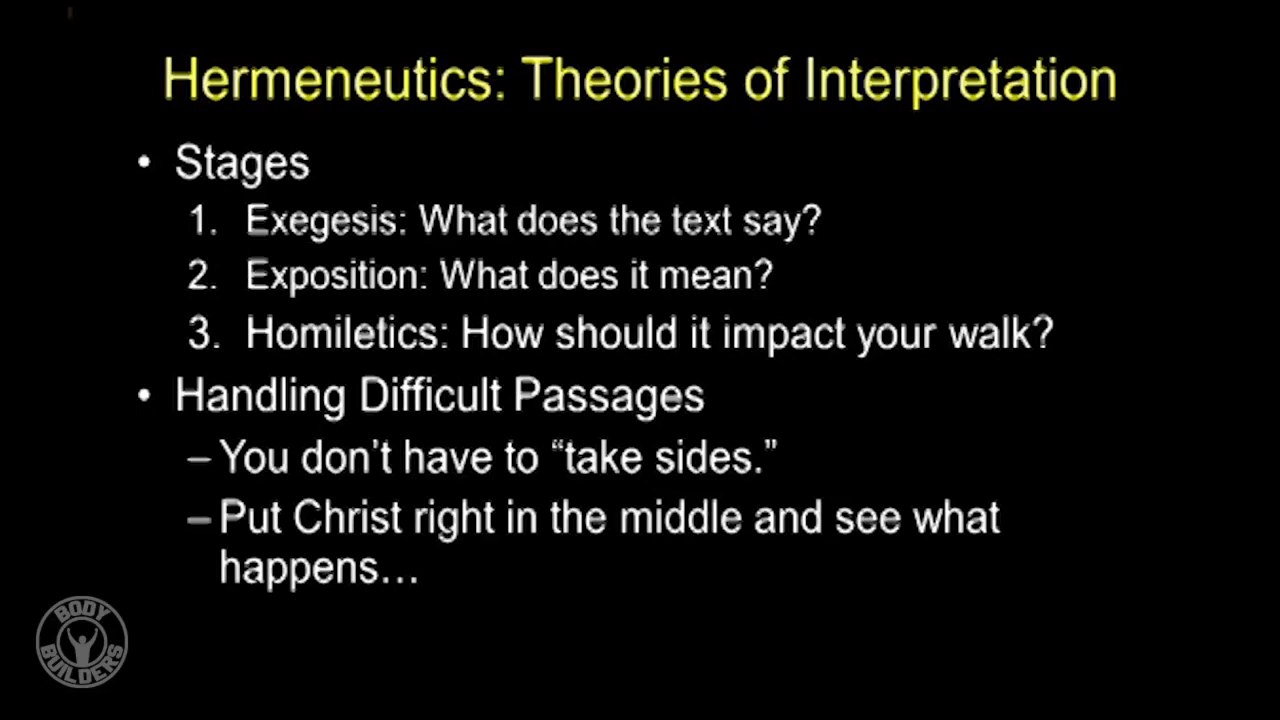 Hermeneutics: Theories of Interpretation
• Stages
1. Exegesis: What does the text say?
2. Exposition: What does it mean?
3. Homiletics: How should it impact your walk?
• Handling Difficult Passages
– You don’t have to “take sides.”
– Put Christ right in the middle and see what
happens…
BODY
BUILDERS